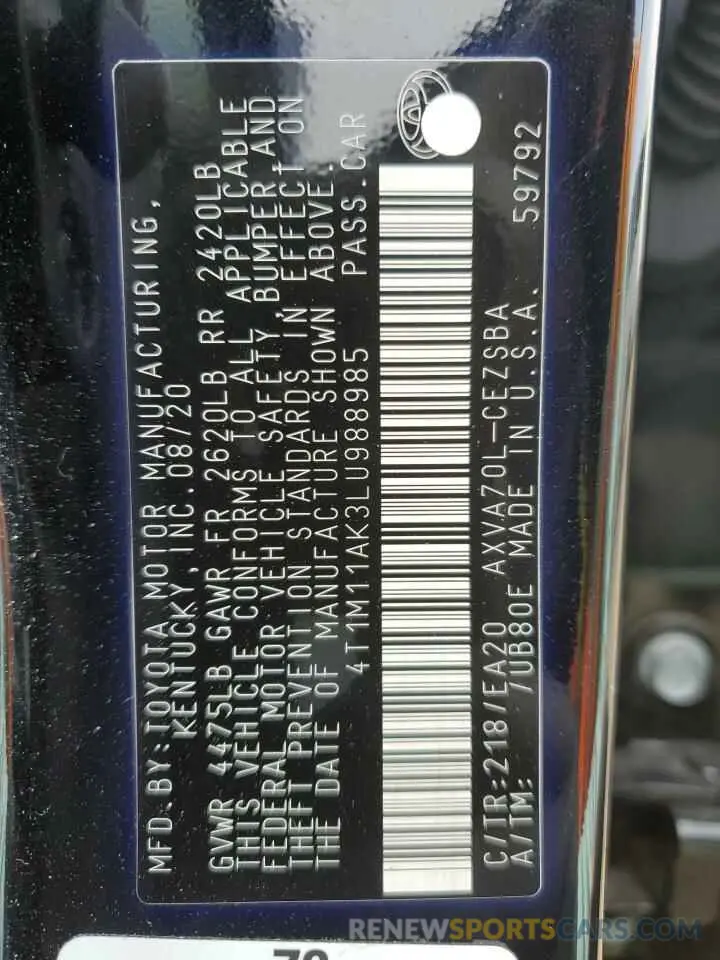 MFD.BY:TOYOTA MOTOR MANUFACTURING,
KENTUCKY,INC.08/20
GVWR 4475LB GAWR FR 2620LB RR 2420LB
THIS VEHICLE CONFORMS TO ALL APPLICABLE
FEDERAL MOTOR VEHICLE SAFETY,BUMPER AND
THEFT PREVENTION STANDARDS IN EFFECT ON
THE DATE OF MANUFACTURE SHOWN ABOVE.
4T1M11AK3LU988985 PASS.CAR
C/TR:218/EA20 AXVA70L-CEZSBA
A/TM: 7UB80E MADE IN U.S.A. 59792
RENEWSPORTSCARS.COM